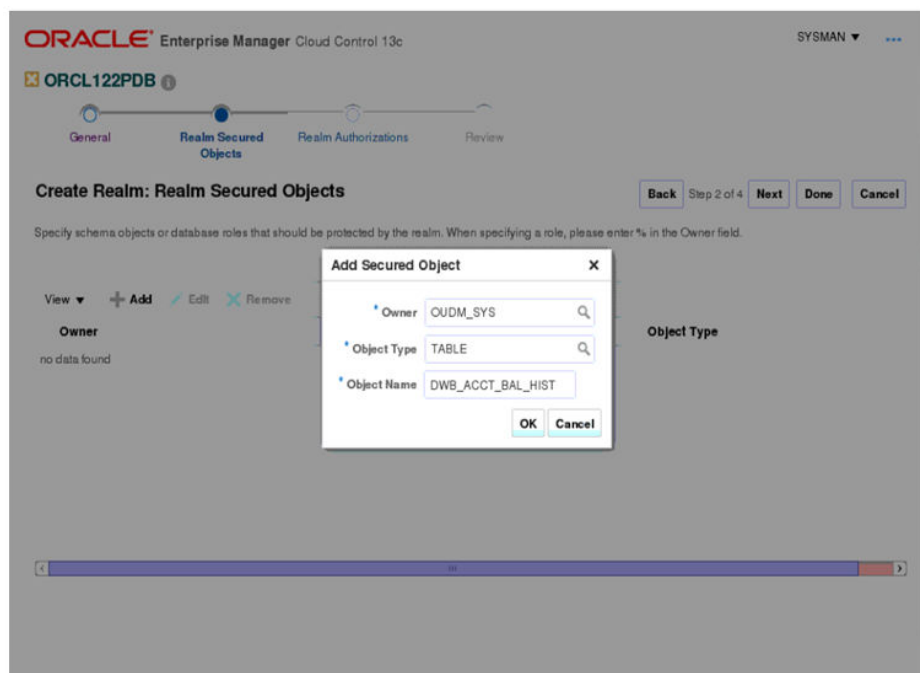 ORACLE Enterprise Manager Cloud Control 13c
SYSMAN
ORCL122PDB
General
Realm Secured Objects
Realm Authorizations
Review
Create Realm: Realm Secured Objects
Back Step 2 of 4 Next Done Cancel
Specify schema objects or database roles that should be protected by the realm. When specifying a role, please enter % in the Owner field.
View Add Edit Remove
Owner
Object Type
no data found
Add Secured Object
* Owner OUDM_SYS
* Object Type TABLE
* Object Name DWB_ACCT_BAL_HIST
OK Cancel